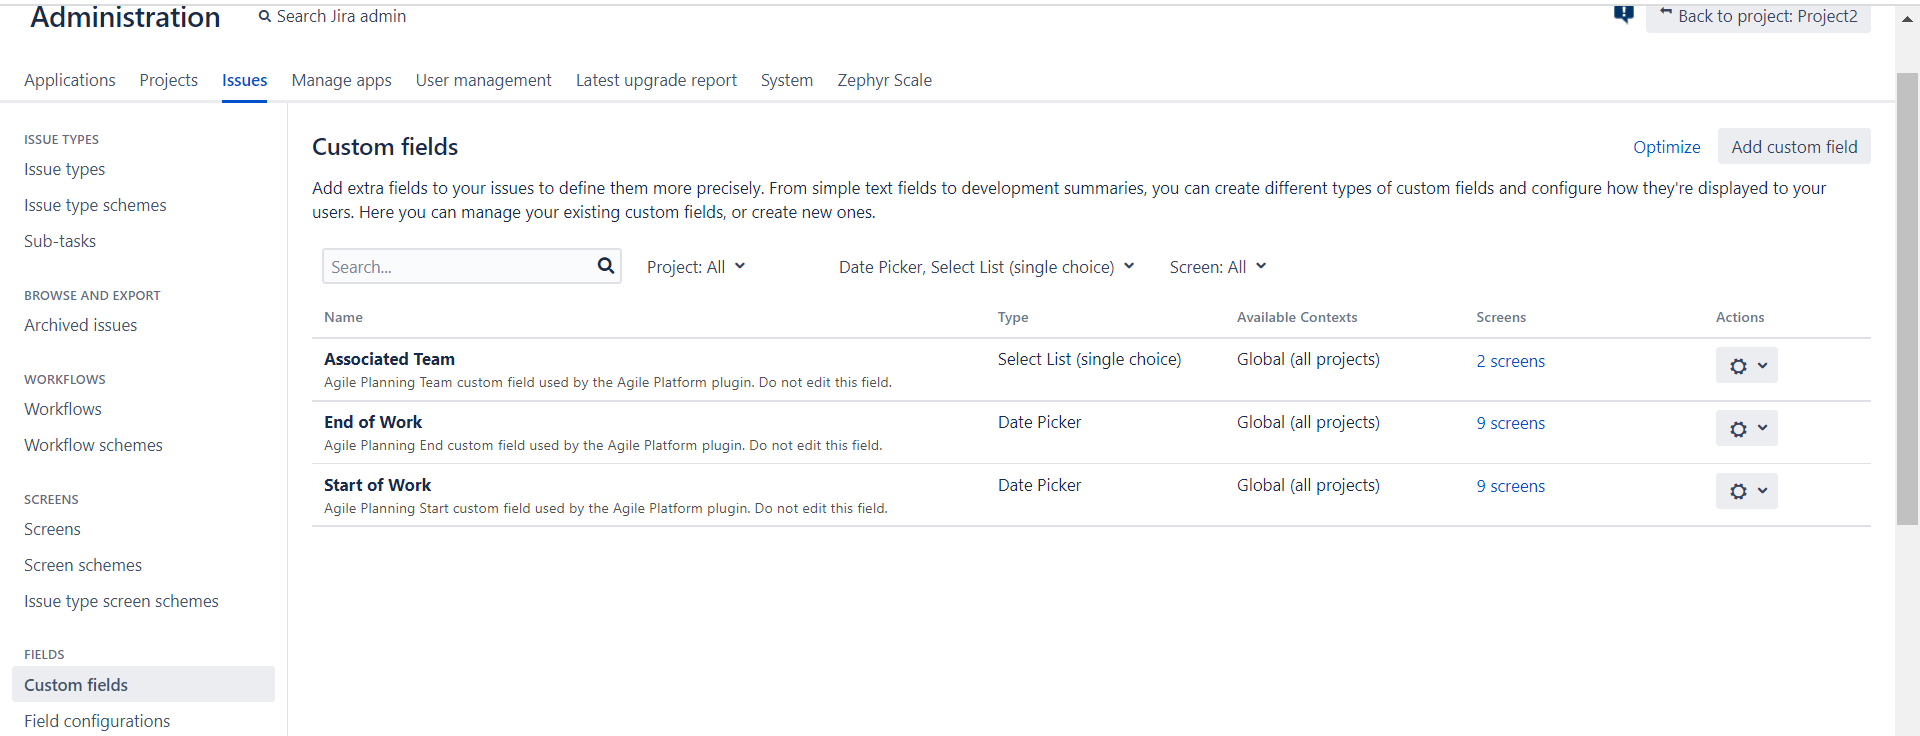 Administration
Search Jira admin
Back to project: Project2
Applications Projects Issues Manage apps User management Latest upgrade report System Zephyr Scale
ISSUE TYPES
Issue types
Issue type schemes
Sub-tasks
BROWSE AND EXPORT
Archived issues
WORKFLOWS
Workflows
Workflow schemes
SCREENS
Screens
Screen schemes
Issue type screen schemes
FIELDS
Custom fields
Field configurations
Custom fields
Optimize
Add custom field
Add extra fields to your issues to define them more precisely. From simple text fields to development summaries, you can create different types of custom fields and configure how they're displayed to your
users. Here you can manage your existing custom fields, or create new ones.
Search... Project: All Date Picker, Select List (single choice) Screen: All
Name Type Available Contexts Screens Actions
Associated Team Select List (single choice) Global (all projects) 2 screens
Agile Planning Team custom field used by the Agile Platform plugin. Do not edit this field.
End of Work Date Picker Global (all projects) 9 screens
Agile Planning End custom field used by the Agile Platform plugin. Do not edit this field.
Start of Work Date Picker Global (all projects) 9 screens
Agile Planning Start custom field used by the Agile Platform plugin. Do not edit this field.